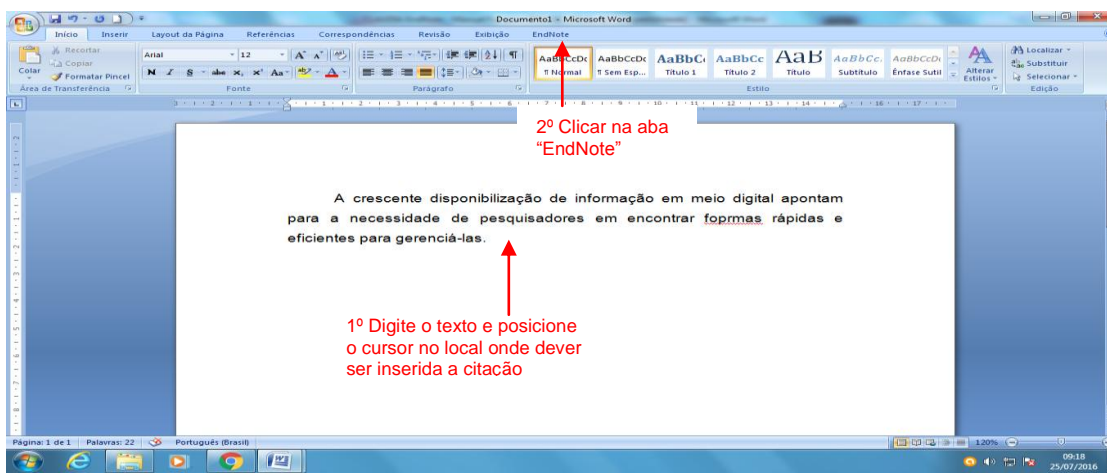 Documento1 - Microsoft Word
Início Inserir Layout da Página Referências Correspondências Revisão Exibição EndNote
Colar
Recortar
Copiar
Formatar Pincel
Área de Transferência
Arial 12
N I S abe x, x² Aa A
Fonte
Parágrafo
AaBbCcDc AaBbCcDc AaBbC AaBbCc AaB AaBbCc. AaBbCcDi
¶ Normal ¶ Sem Esp... Título 1 Título 2 Título Subtítulo Ênfase Sutil
Alterar Estilos
Estilo
Localizar
Substituir
Selecionar
Edição
2º Clicar na aba
“EndNote”
A crescente disponibilização de informação em meio digital apontam
para a necessidade de pesquisadores em encontrar foprmas rápidas e
eficientes para gerenciá-las.
1º Digite o texto e posicione
o cursor no local onde dever
ser inserida a citacão
Página: 1 de 1 Palavras: 22 Português (Brasil) 120%
09:18
25/07/2016